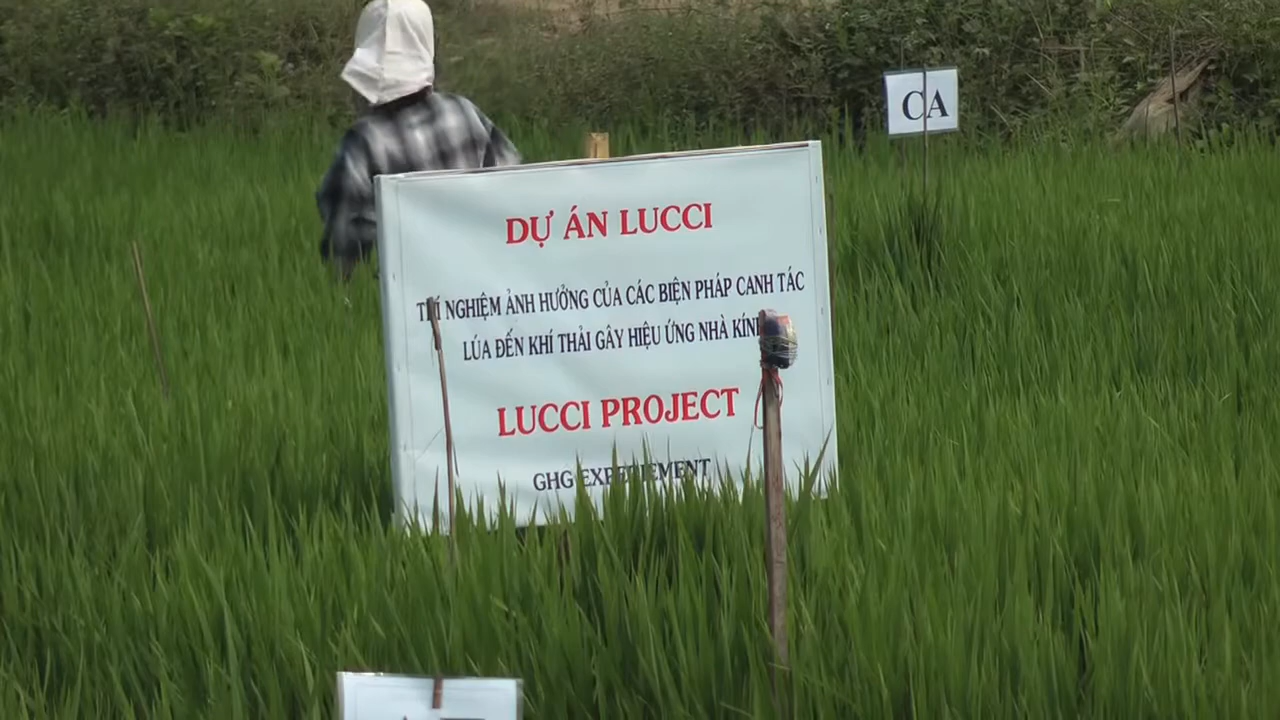 CA
DỰ ÁN LUCCI
THÍ NGHIỆM ẢNH HƯỞNG CỦA CÁC BIỆN PHÁP CANH TÁC
LÚA ĐẾN KHÍ THẢI GÂY HIỆU ỨNG NHÀ KÍNH
LUCCI PROJECT
GHG EXPERIEMENT